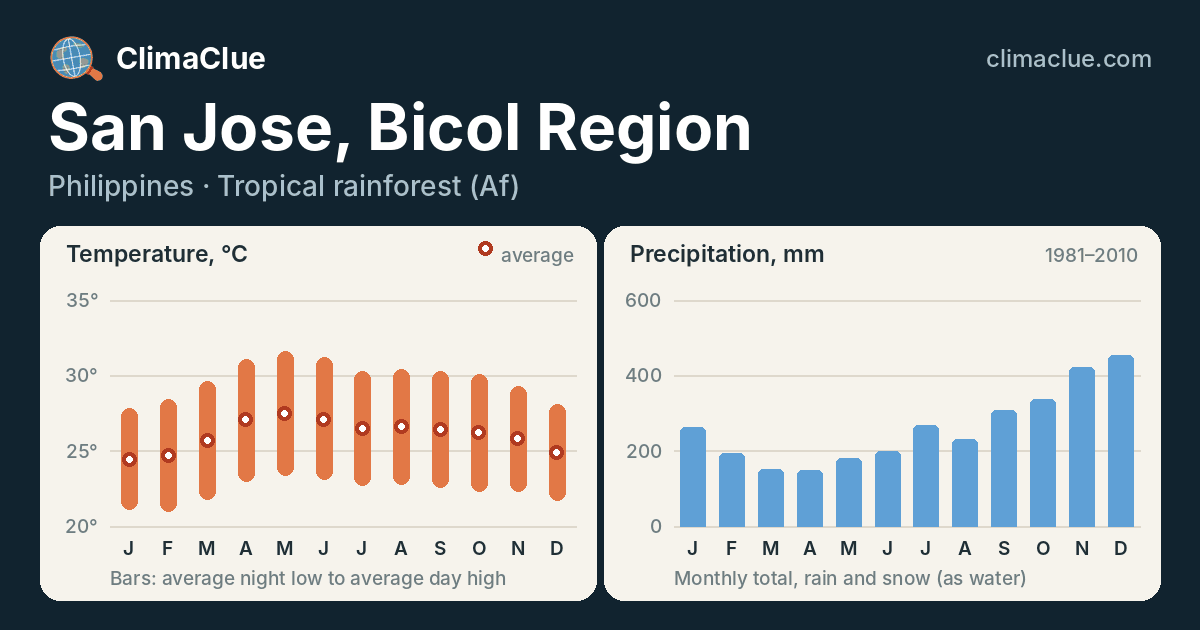 ClimaClue
climaclue.com
San Jose, Bicol Region
Philippines · Tropical rainforest (Af)
Temperature, °C
average
35°
30°
25°
20°
J F M A M J J A S O N D
Bars: average night low to average day high
Precipitation, mm
1981–2010
600
400
200
0
J F M A M J J A S O N D
Monthly total, rain and snow (as water)